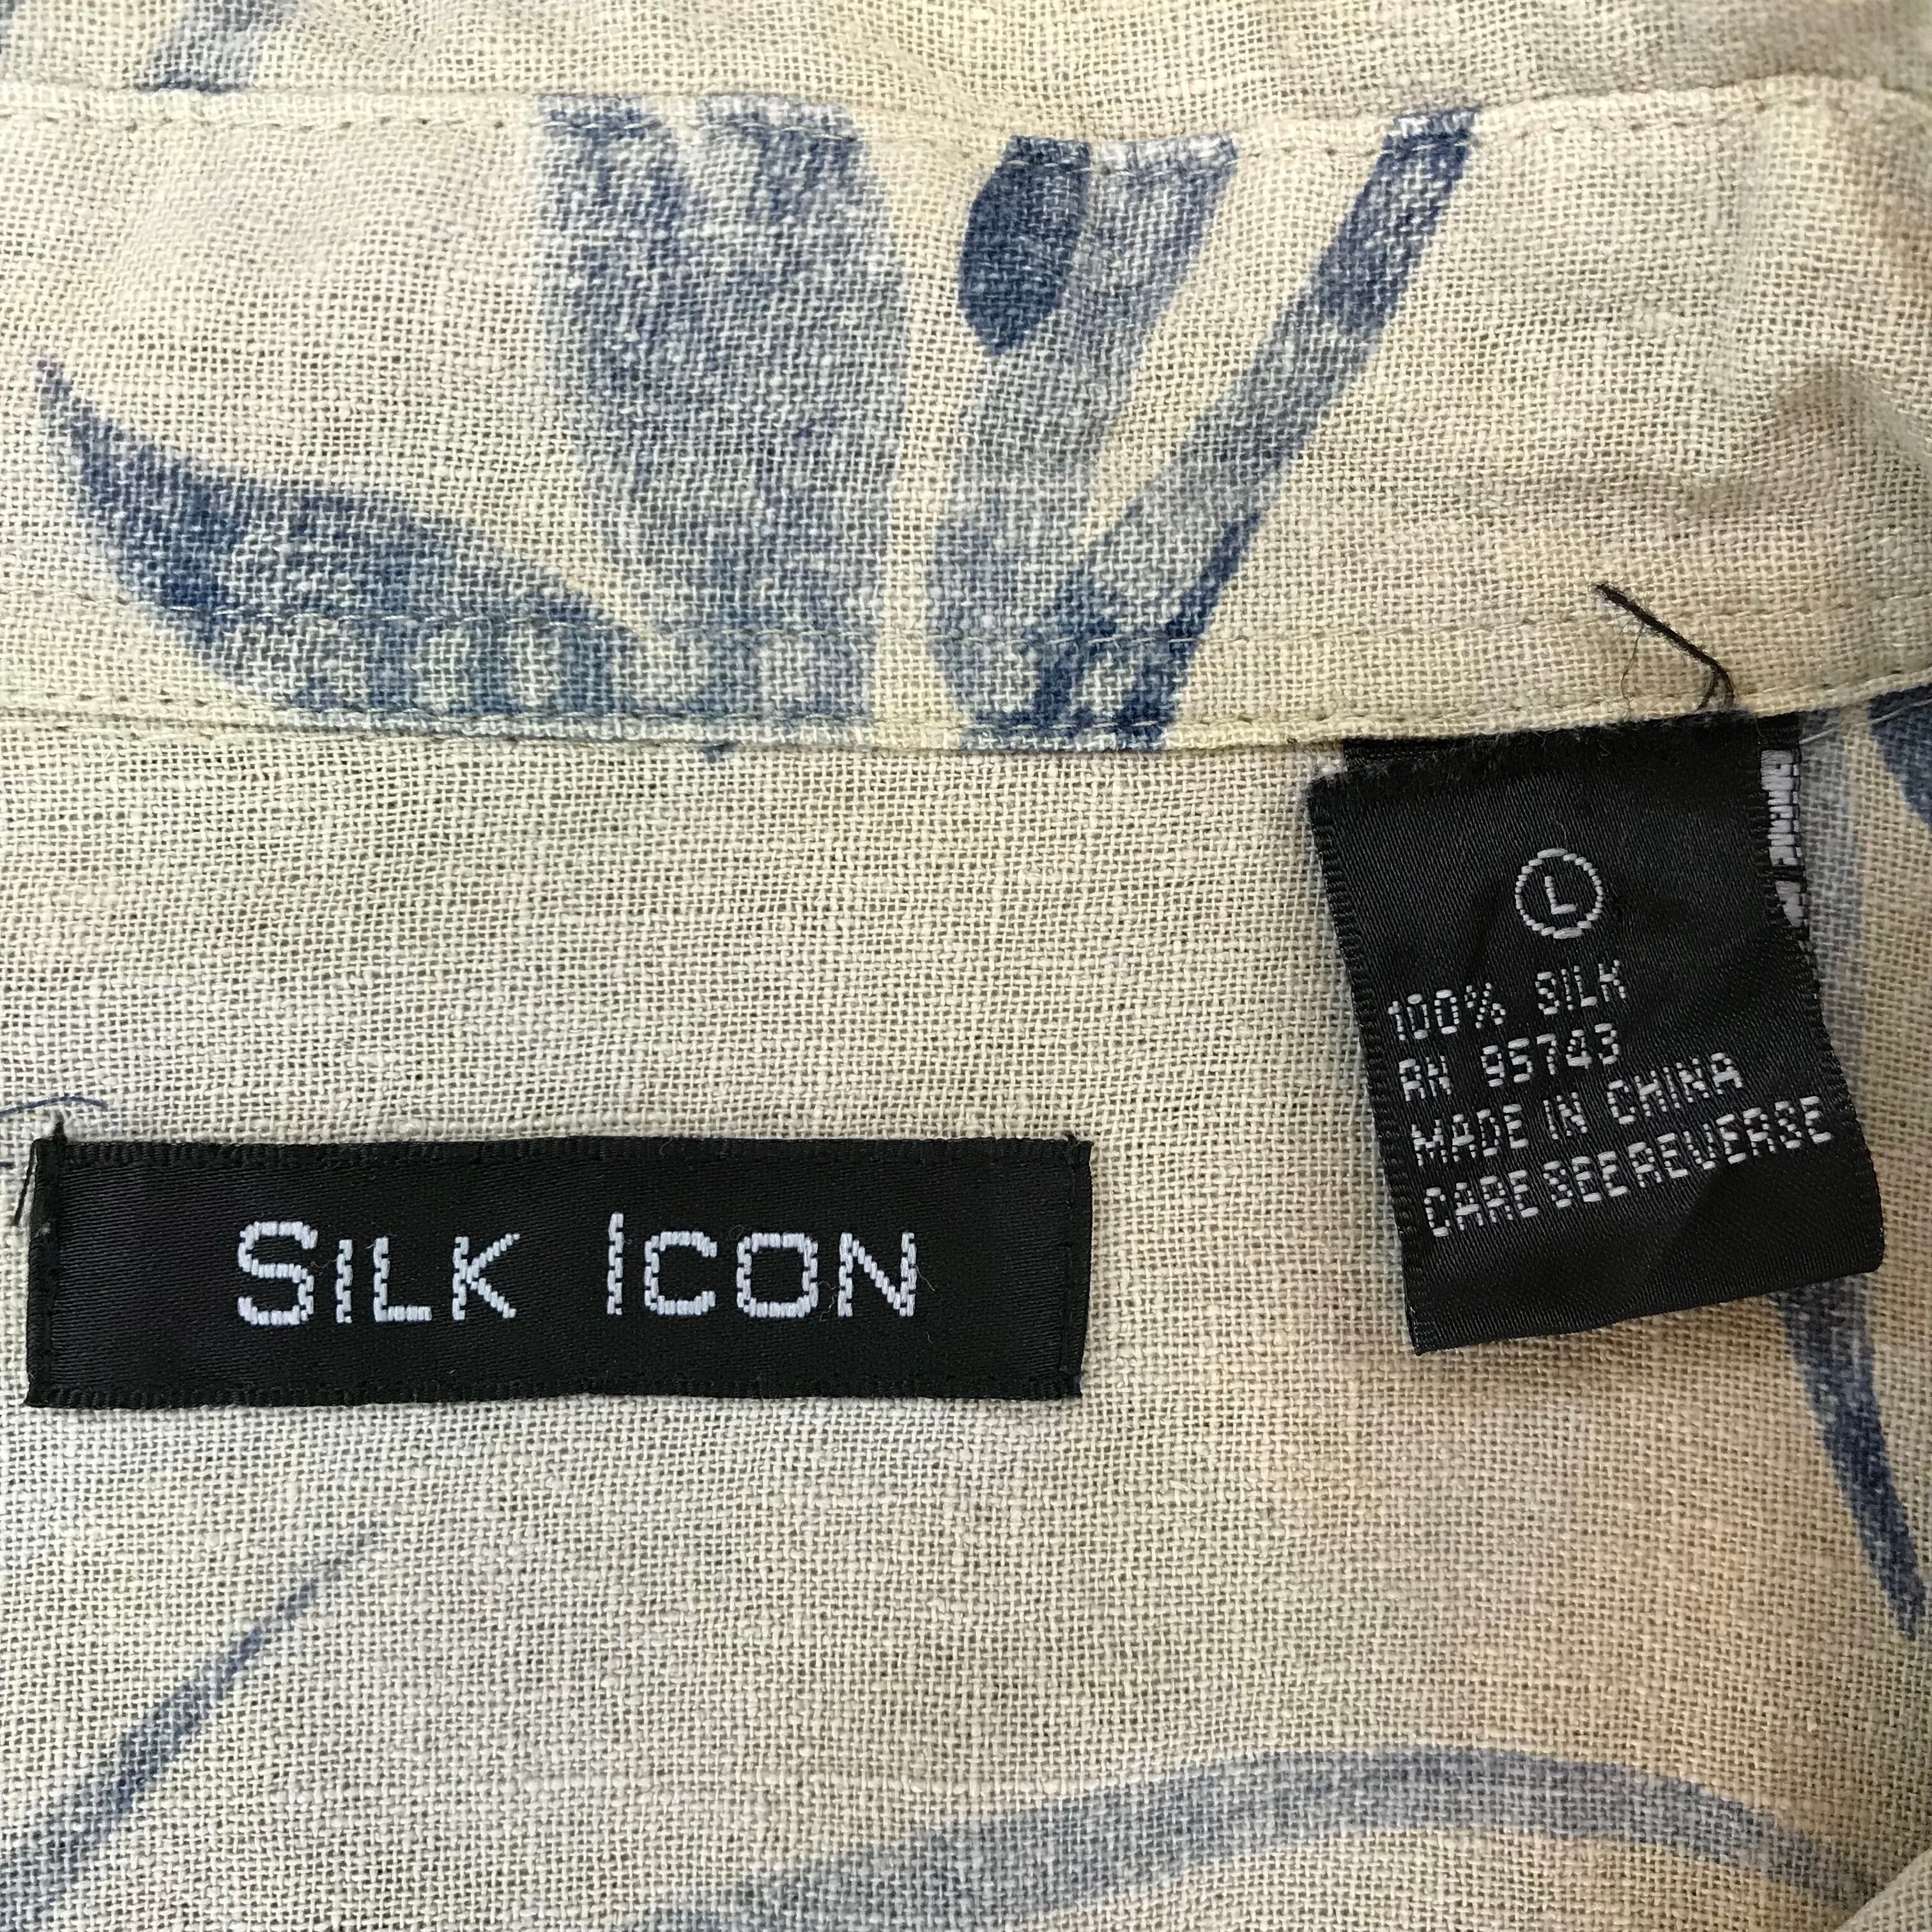 L
100% SILK
RN 95743
MADE IN CHINA
CARE SEE REVERSE
SILK ICON